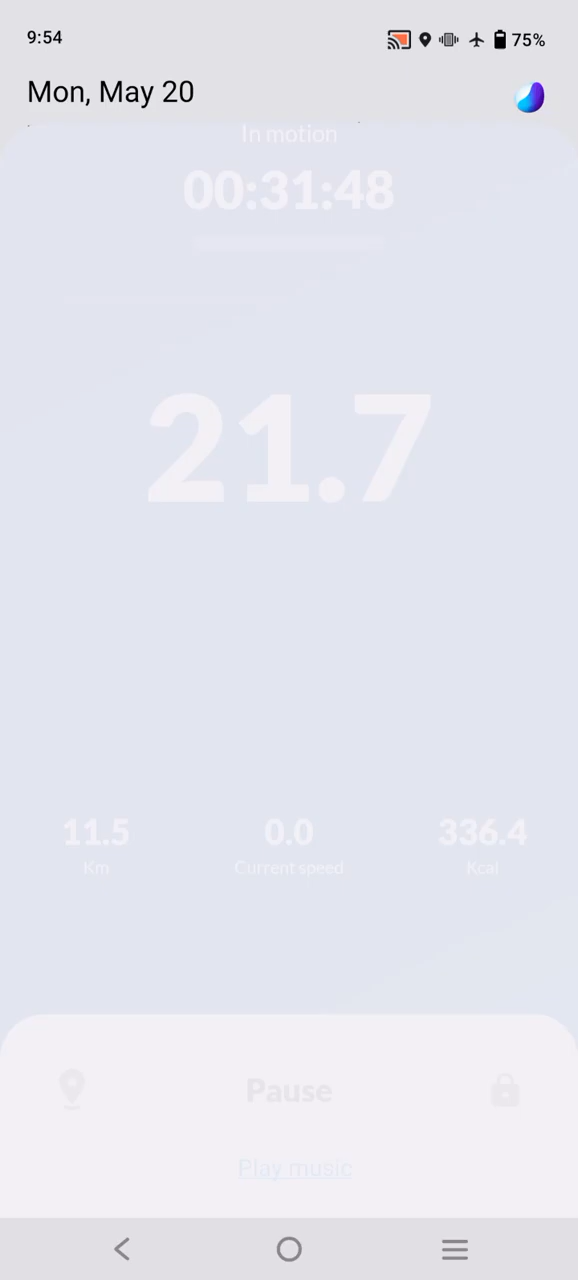 9:54
75%
Mon, May 20
In motion
00:31:48
21.7
11.5
0.0
336.4
Km
Current speed
Kcal
Pause
Play music